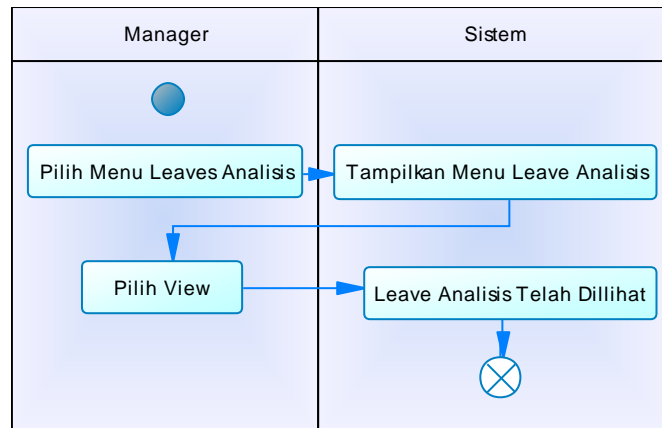 Manager
Sistem
Pilih Menu Leaves Analisis
Tampilkan Menu Leave Analisis
Pilih View
Leave Analisis Telah Dillihat